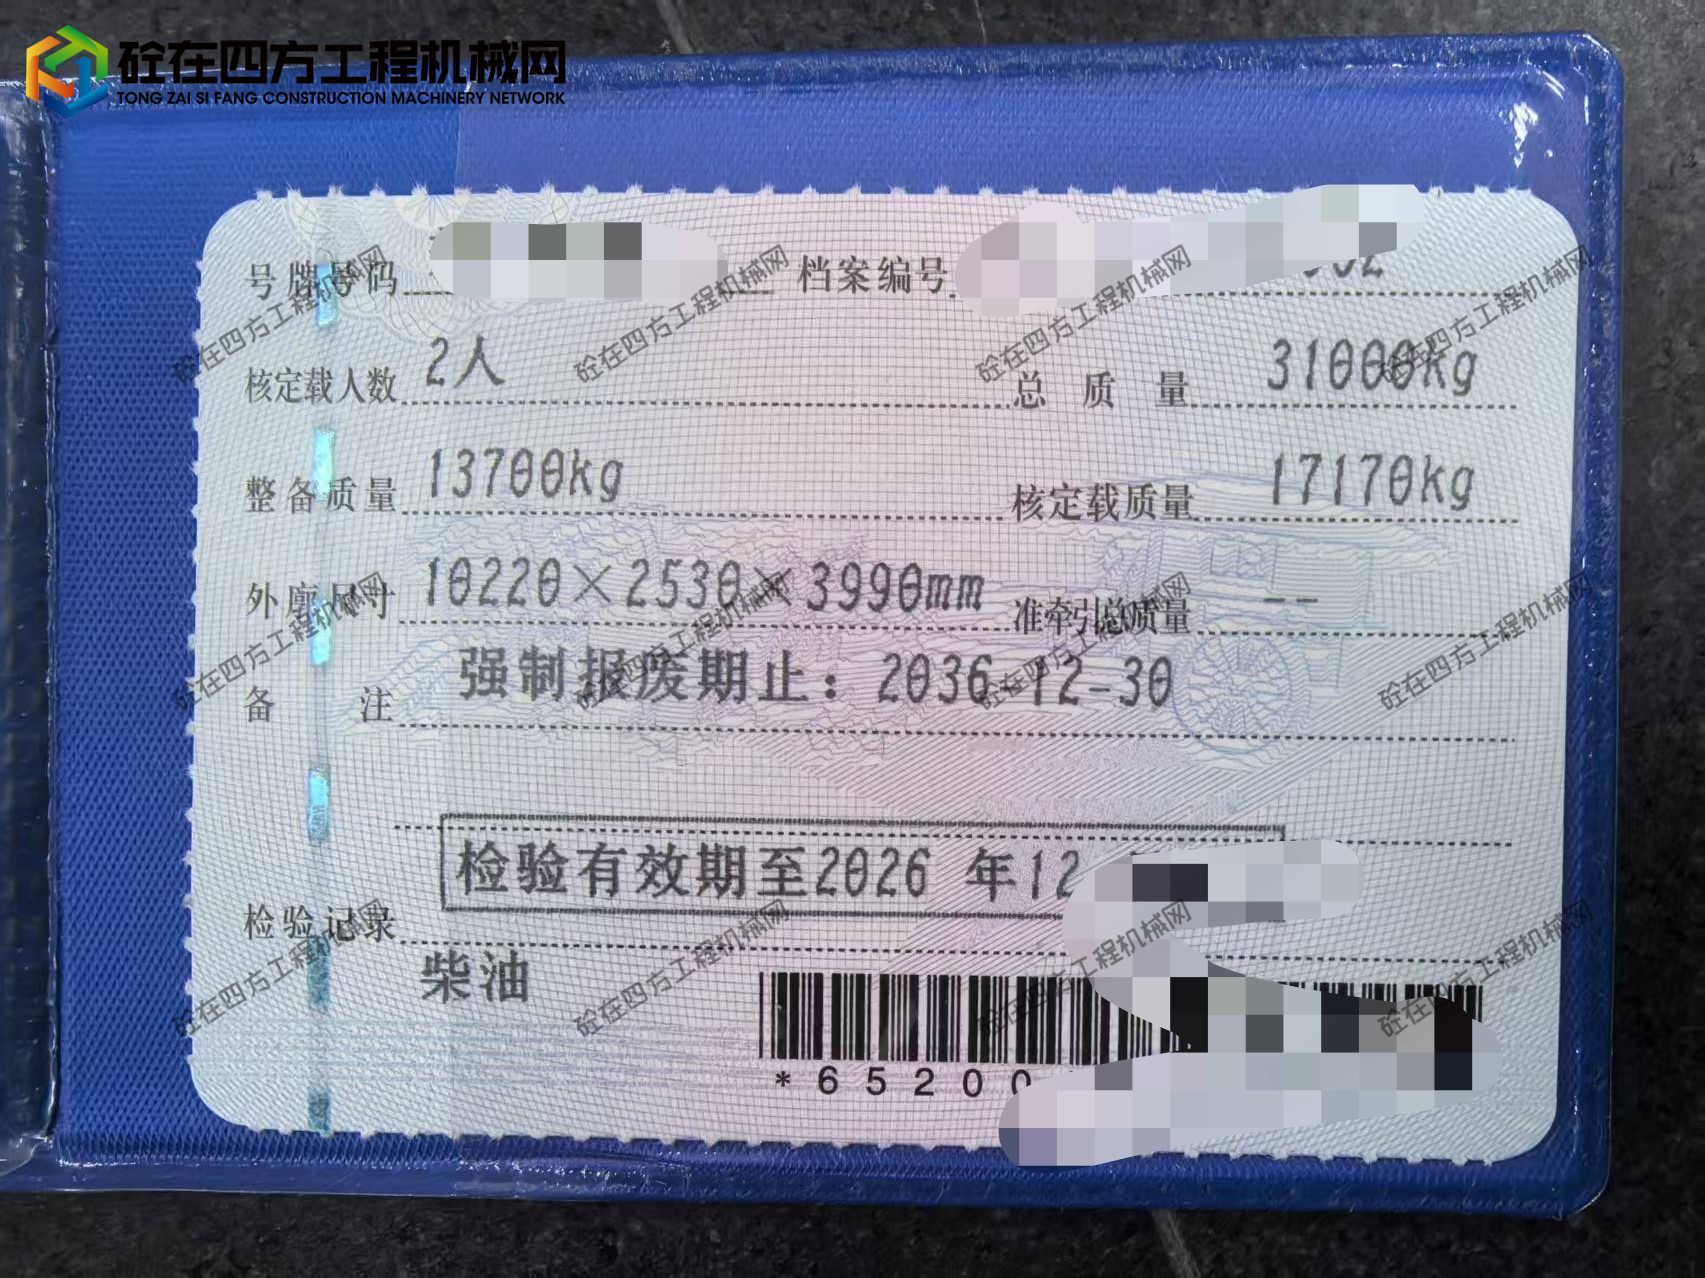 砼在四方工程机械网
TONG ZAI SI FANG CONSTRUCTION MACHINERY NETWORK
号牌号码 档案编号
核定载人数 2人 总质量 31000kg
整备质量 13700kg 核定载质量 17170kg
外廓尺寸 10220×2530×3990mm 准牵引总质量 --
备注 强制报废期止：2036-12-30
检验记录 检验有效期至2026 年12
柴油
*65200